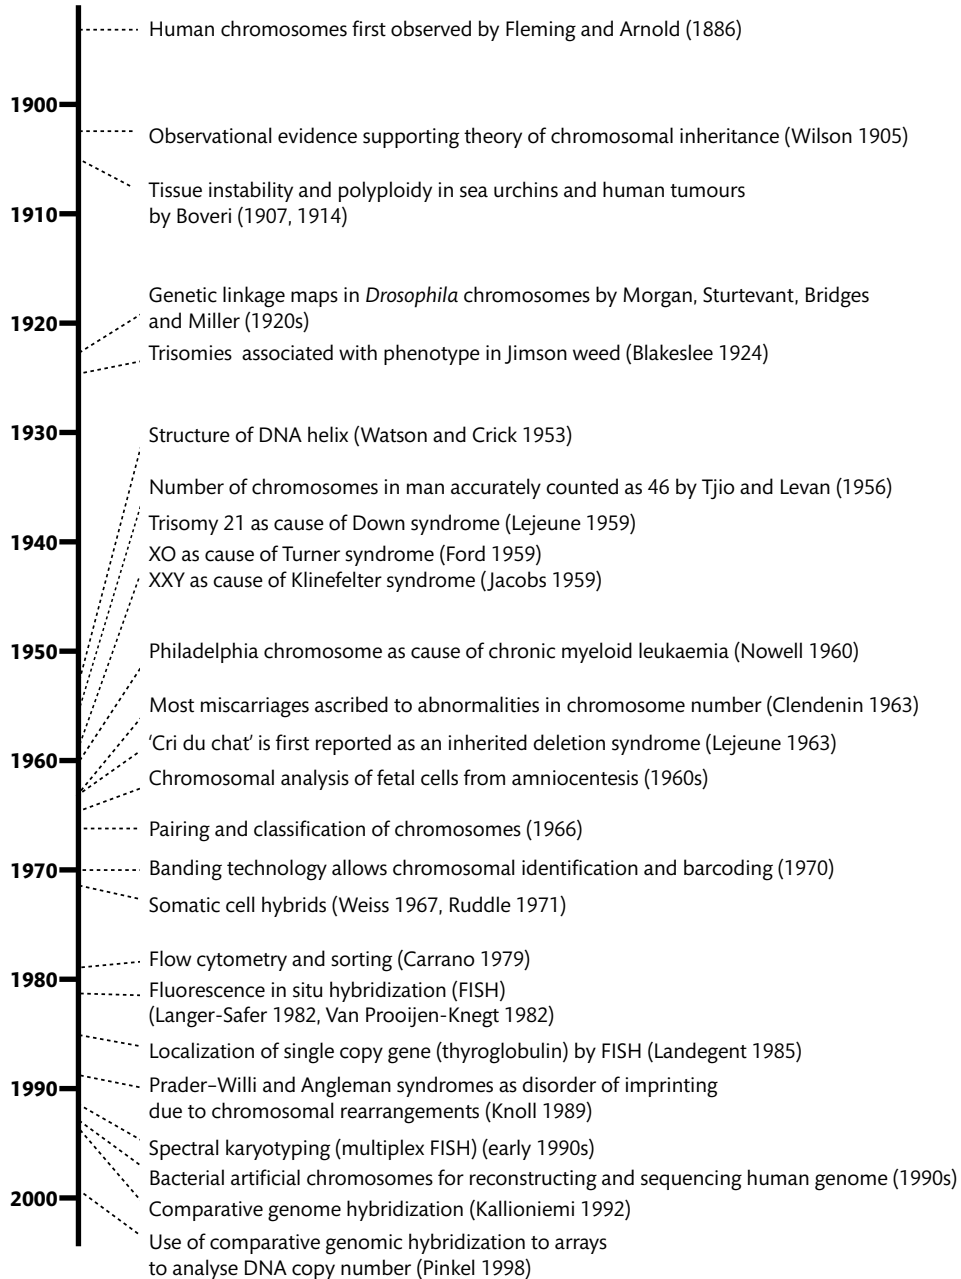 Human chromosomes first observed by Fleming and Arnold (1886)
1900
Observational evidence supporting theory of chromosomal inheritance (Wilson 1905)
Tissue instability and polyploidy in sea urchins and human tumours
by Boveri (1907, 1914)
1910
Genetic linkage maps in Drosophila chromosomes by Morgan, Sturtevant, Bridges
and Miller (1920s)
1920
Trisomies associated with phenotype in Jimson weed (Blakeslee 1924)
1930
Structure of DNA helix (Watson and Crick 1953)
Number of chromosomes in man accurately counted as 46 by Tjio and Levan (1956)
Trisomy 21 as cause of Down syndrome (Lejeune 1959)
1940
XO as cause of Turner syndrome (Ford 1959)
XXY as cause of Klinefelter syndrome (Jacobs 1959)
1950
Philadelphia chromosome as cause of chronic myeloid leukaemia (Nowell 1960)
Most miscarriages ascribed to abnormalities in chromosome number (Clendenin 1963)
'Cri du chat' is first reported as an inherited deletion syndrome (Lejeune 1963)
1960
Chromosomal analysis of fetal cells from amniocentesis (1960s)
Pairing and classification of chromosomes (1966)
1970
Banding technology allows chromosomal identification and barcoding (1970)
Somatic cell hybrids (Weiss 1967, Ruddle 1971)
Flow cytometry and sorting (Carrano 1979)
1980
Fluorescence in situ hybridization (FISH)
(Langer-Safer 1982, Van Prooijen-Knegt 1982)
Localization of single copy gene (thyroglobulin) by FISH (Landegent 1985)
1990
Prader–Willi and Angleman syndromes as disorder of imprinting
due to chromosomal rearrangements (Knoll 1989)
Spectral karyotyping (multiplex FISH) (early 1990s)
Bacterial artificial chromosomes for reconstructing and sequencing human genome (1990s)
2000
Comparative genome hybridization (Kallioniemi 1992)
Use of comparative genomic hybridization to arrays
to analyse DNA copy number (Pinkel 1998)